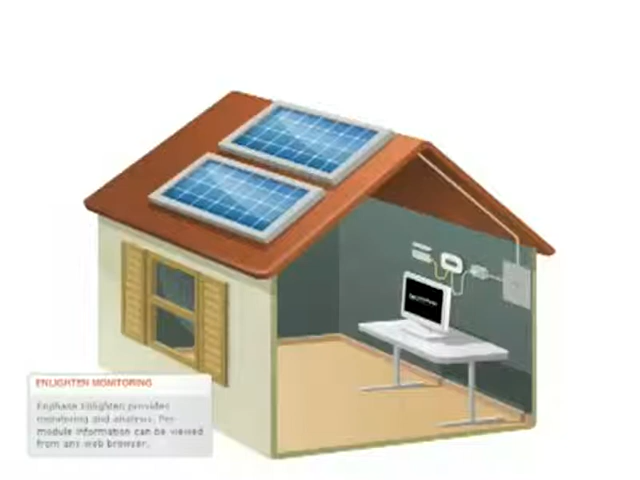 ENLIGHTEN MONITORING
Enphase Enlighten provides
monitoring and analysis. Per-
module information can be viewed
from any web browser.